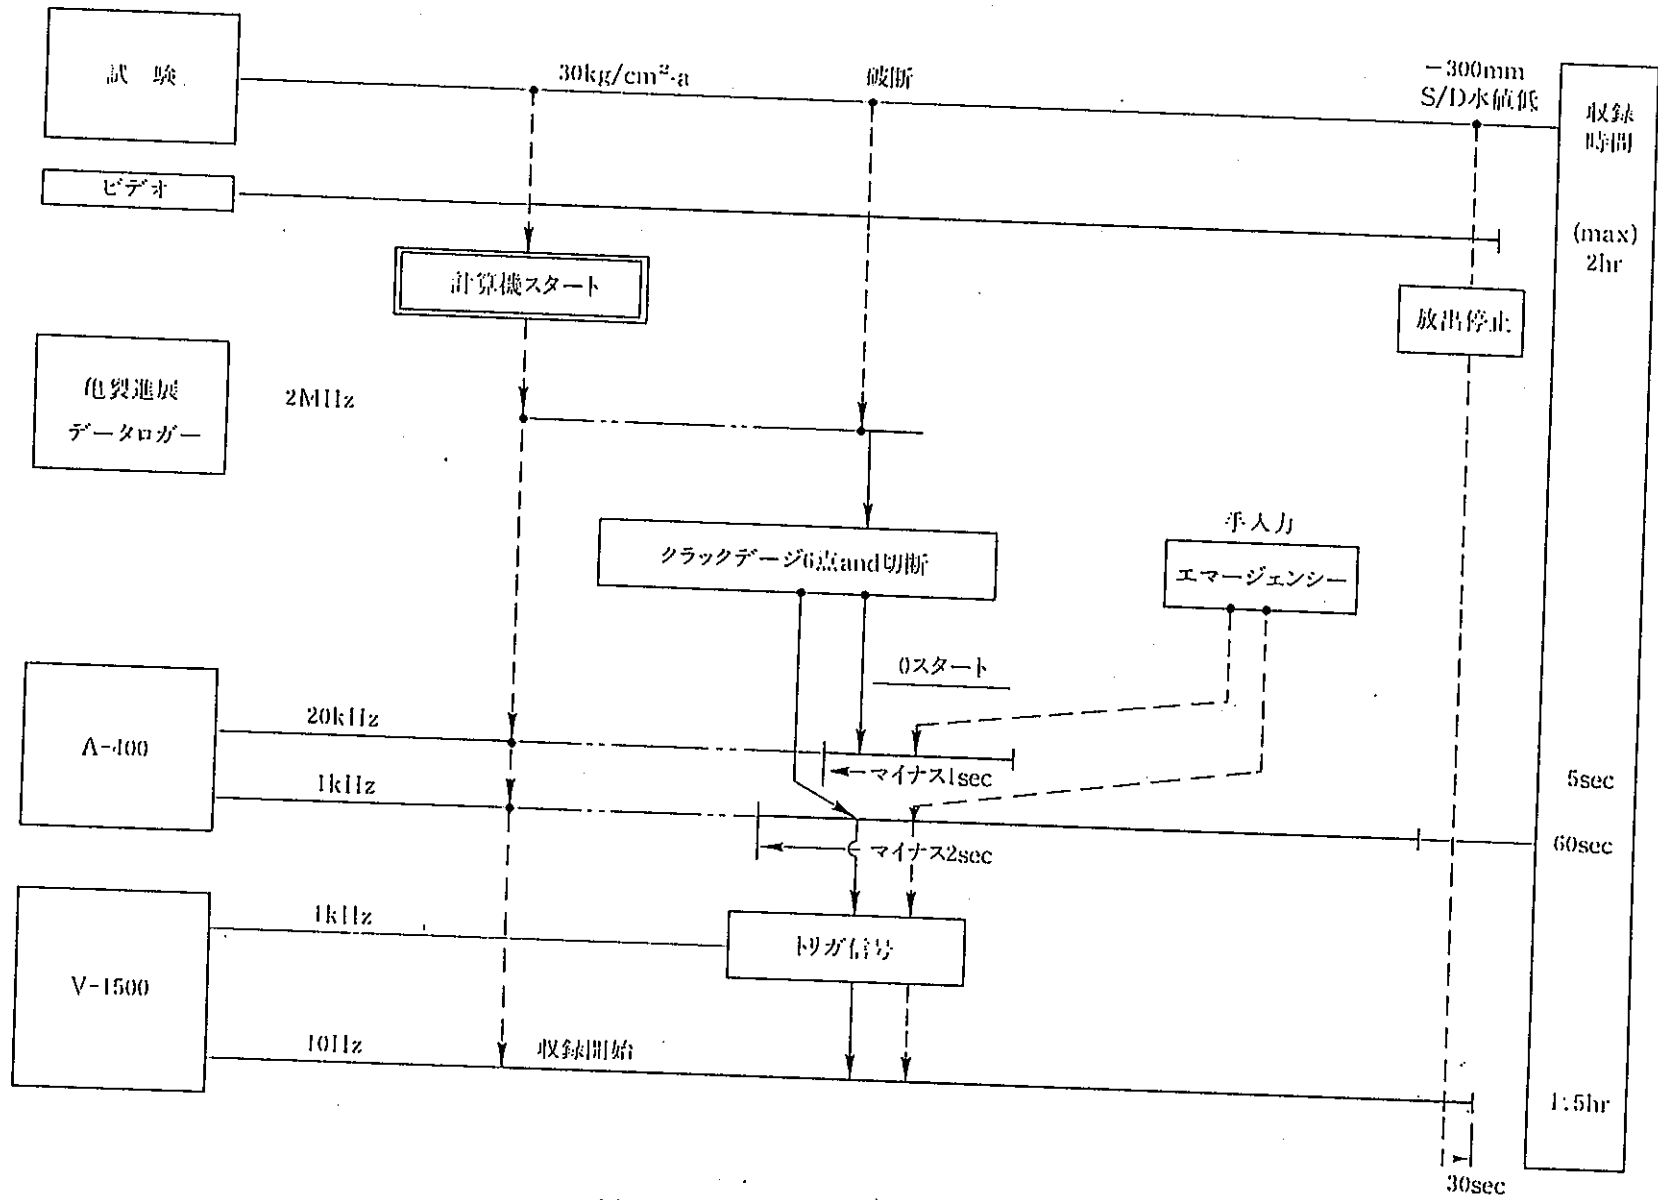 試 験
30kg/cm²·a
破断
-300mm
S/D水値低
収録
時間
ビデオ
(max)
2hr
計算機スタート
放出停止
亀裂進展
データロガー
2MHz
手入力
クラックデージ6点and切断
エマージェンシー
0スタート
A-400
20kHz
マイナス1sec
5sec
1kHz
マイナス2sec
60sec
V-1500
1kHz
トリガ信号
10Hz
収録開始
1.5hr
30sec